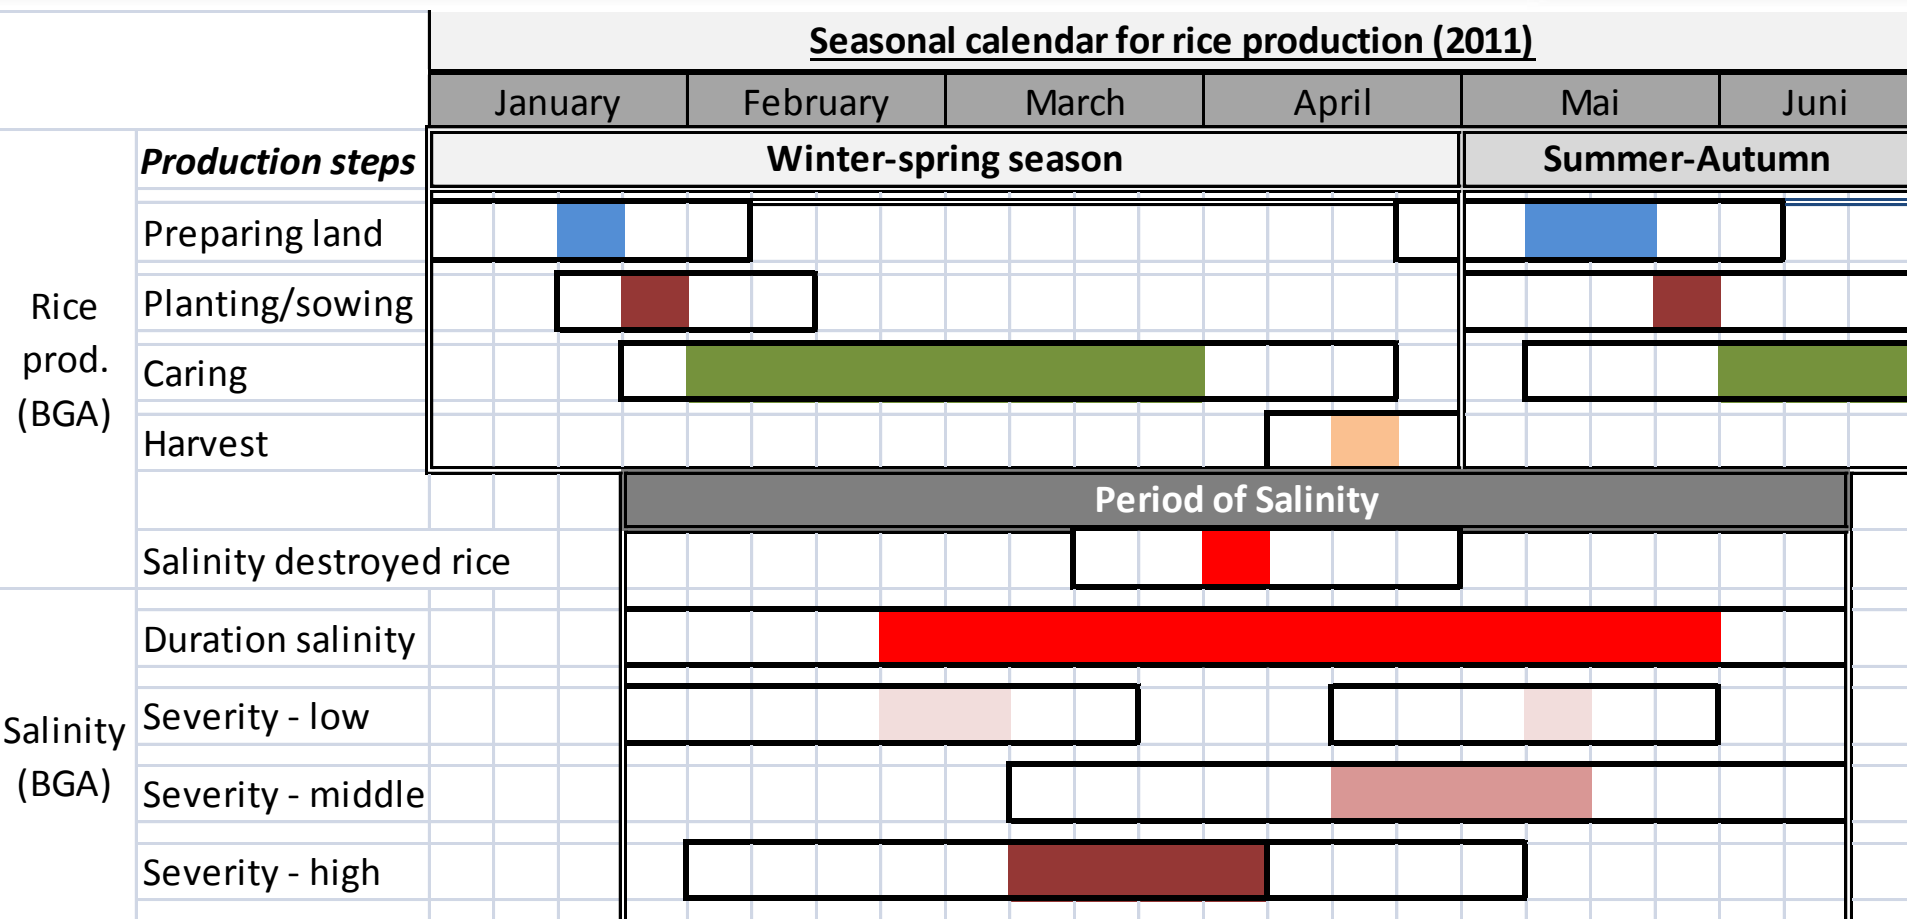 Seasonal calendar for rice production (2011)
January February March April Mai Juni
Production steps Winter-spring season Summer-Autumn
Preparing land
Planting/sowing
Rice
prod.
(BGA)
Caring
Harvest
Period of Salinity
Salinity destroyed rice
Duration salinity
Salinity
(BGA)
Severity - low
Severity - middle
Severity - high